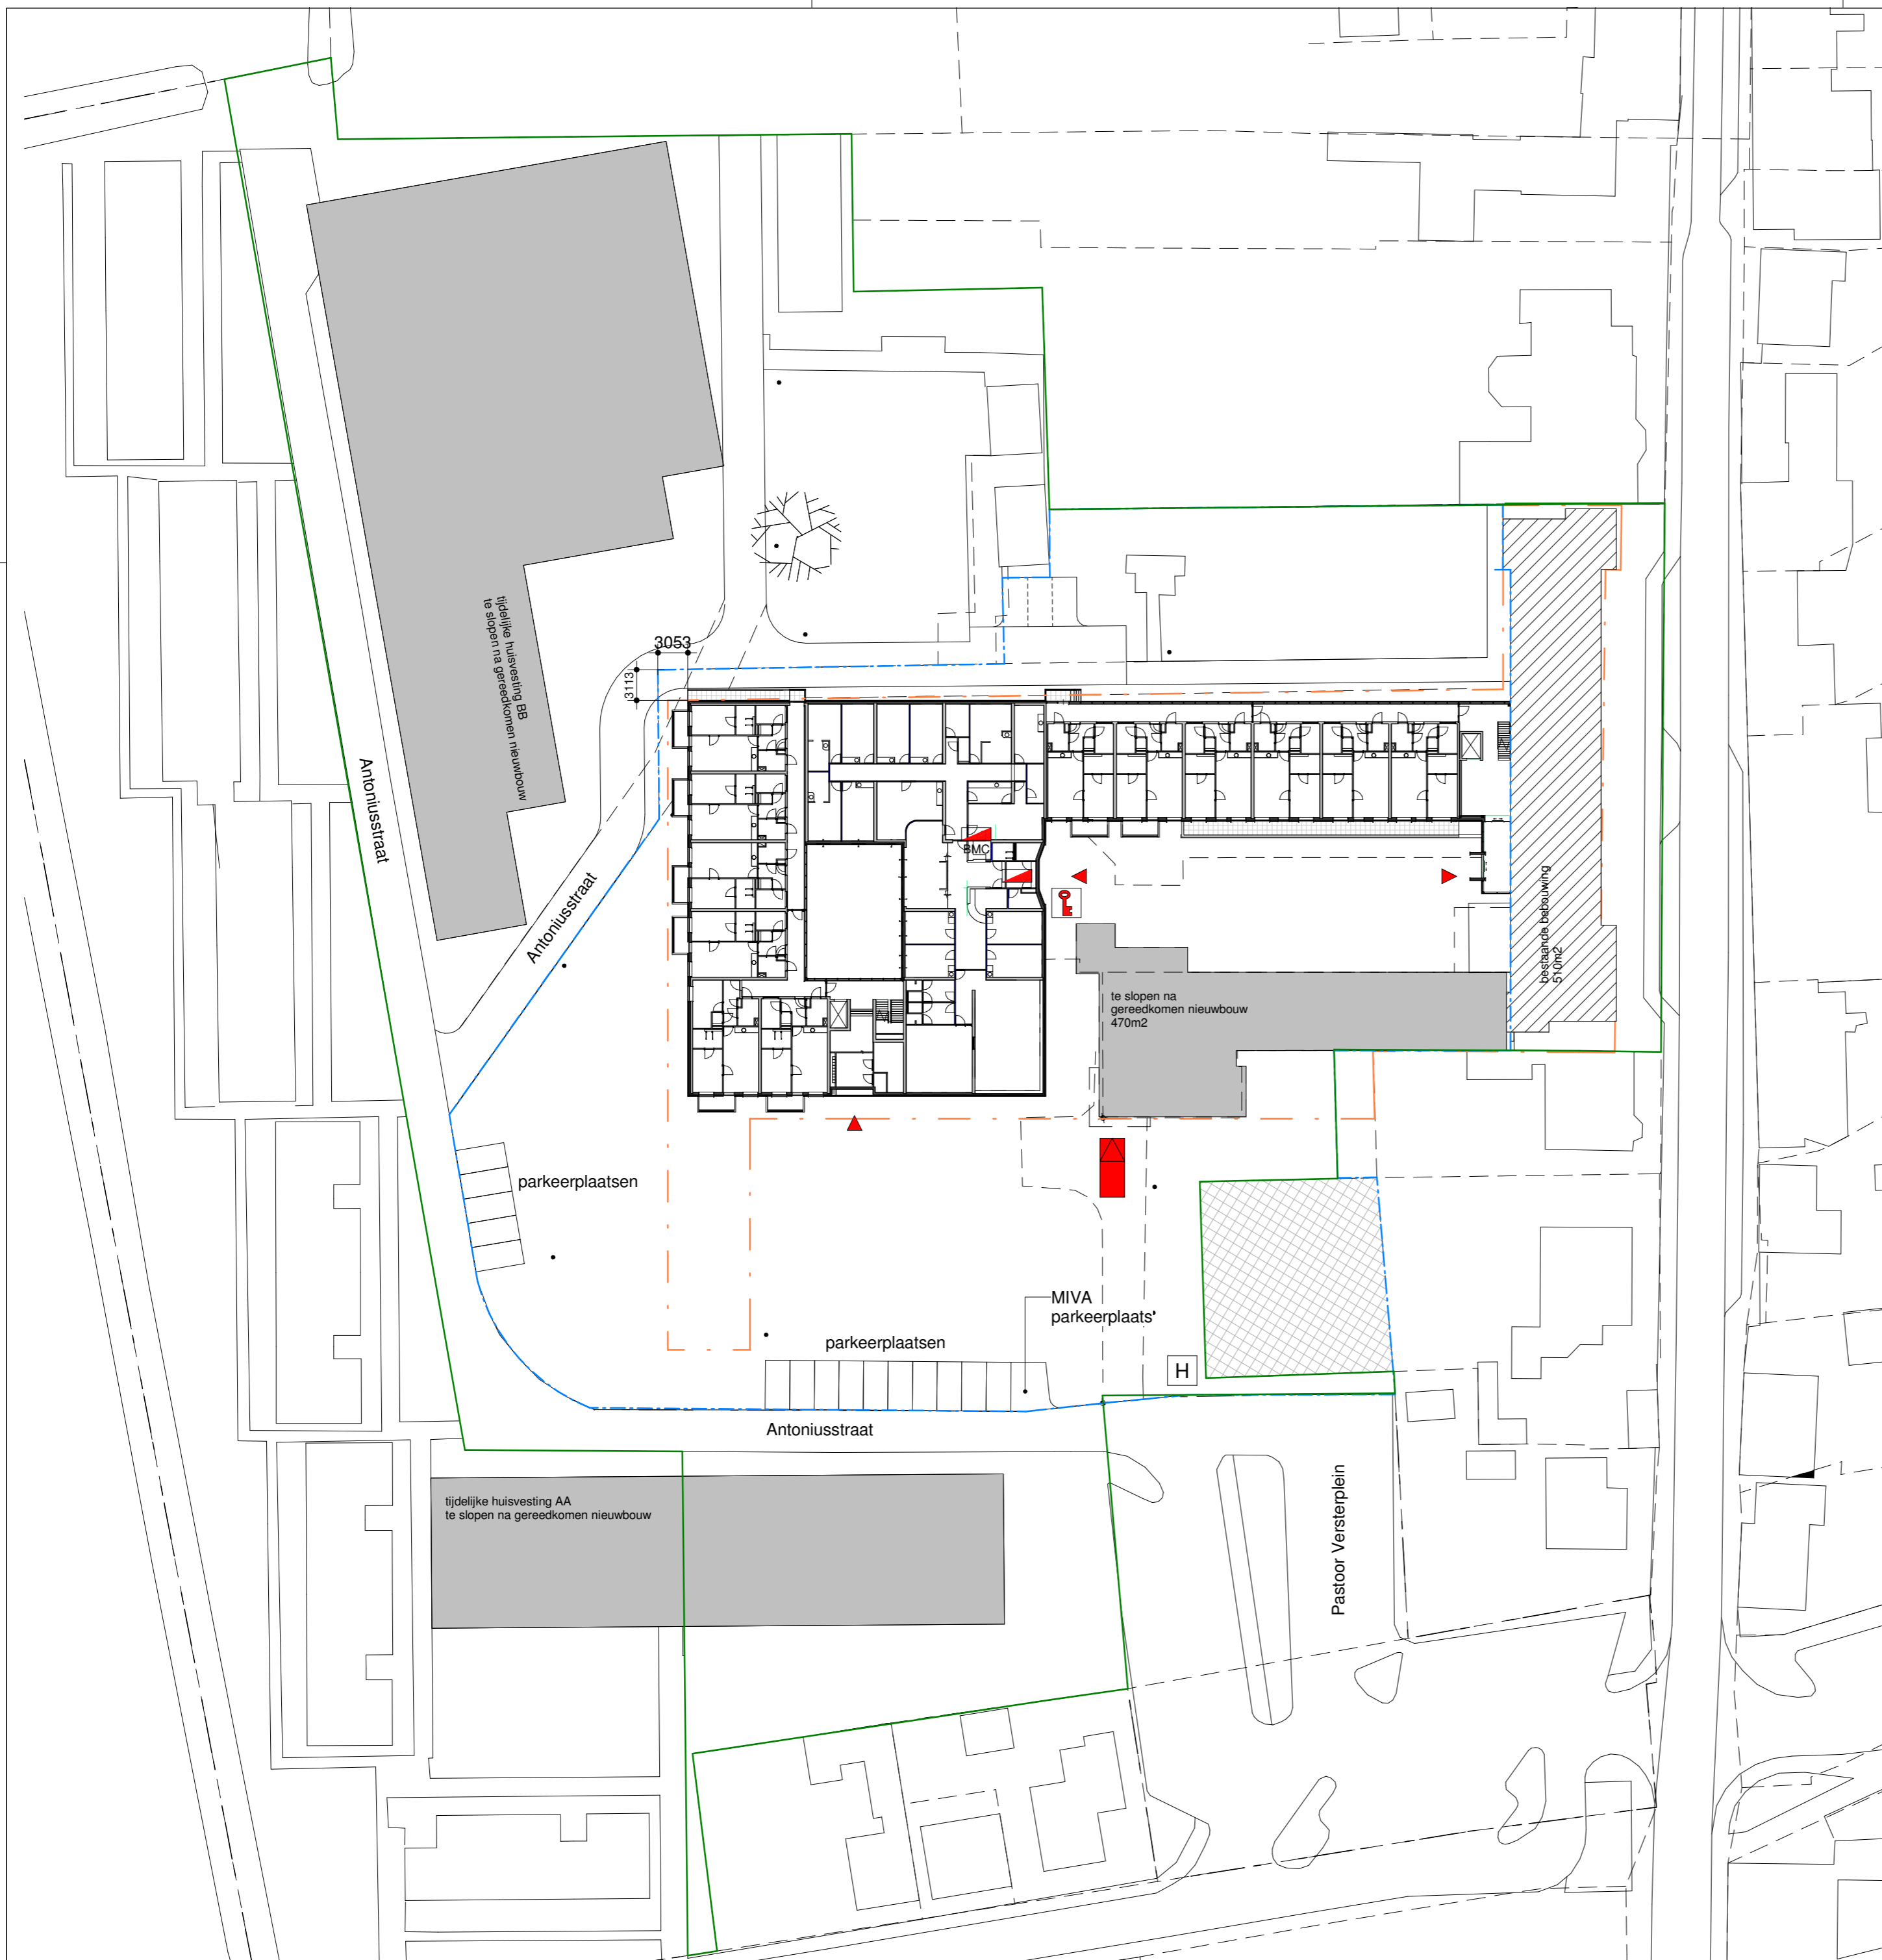 tijdelijke huisvesting BB
te slopen na gereedkomen nieuwbouw
3053
3113
Antoniusstraat
Antoniusstraat
BMC
bestaande bebouwing
510m2
te slopen na
gereedkomen nieuwbouw
470m2
parkeerplaatsen
MIVA
parkeerplaats
parkeerplaatsen
H
Antoniusstraat
Pastoor Versterplein
tijdelijke huisvesting AA
te slopen na gereedkomen nieuwbouw